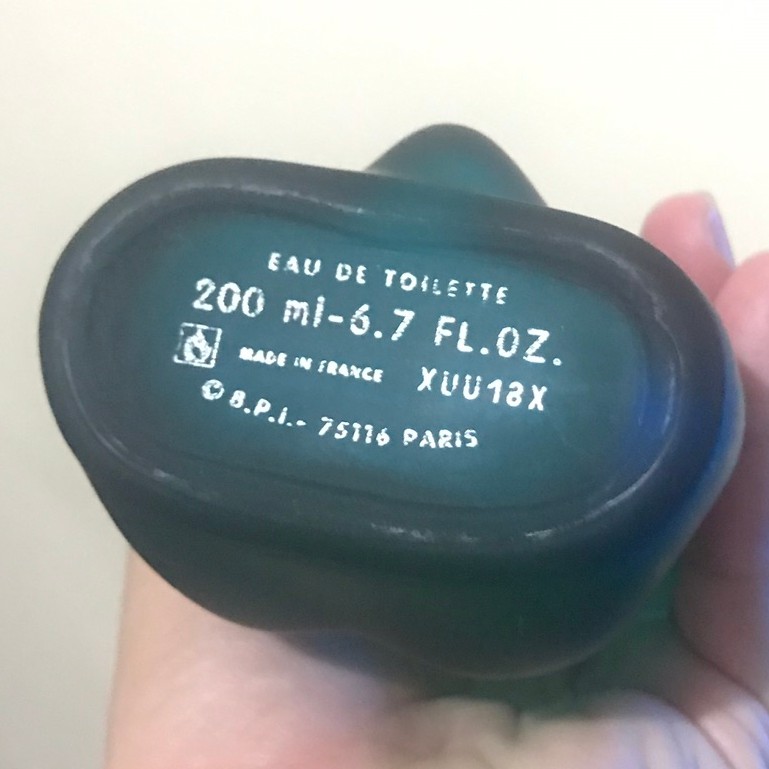 EAU DE TOILETTE
200 ml-6.7 FL.OZ.
MADE IN FRANCE XUU18X
© B.P.I.- 75116 PARIS